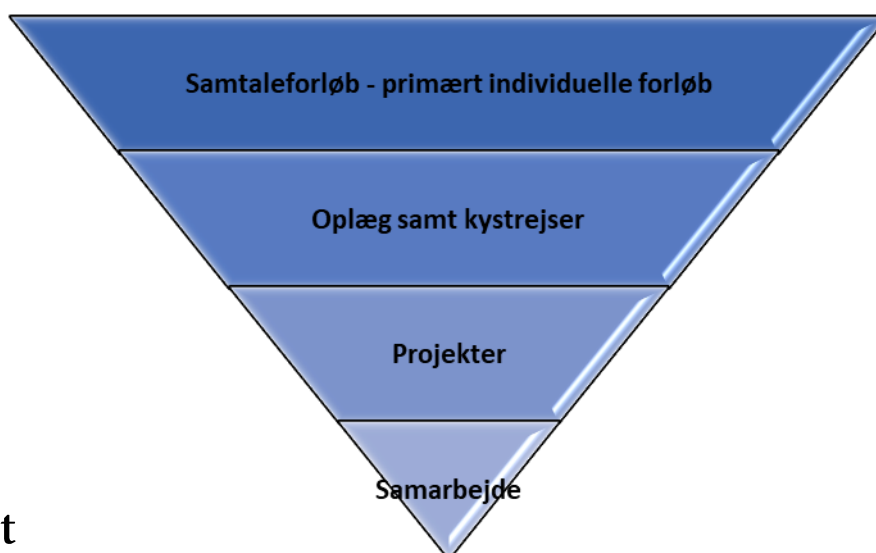 Samtaleforløb - primært individuelle forløb
Oplæg samt kystrejser
Projekter
Samarbejde
t